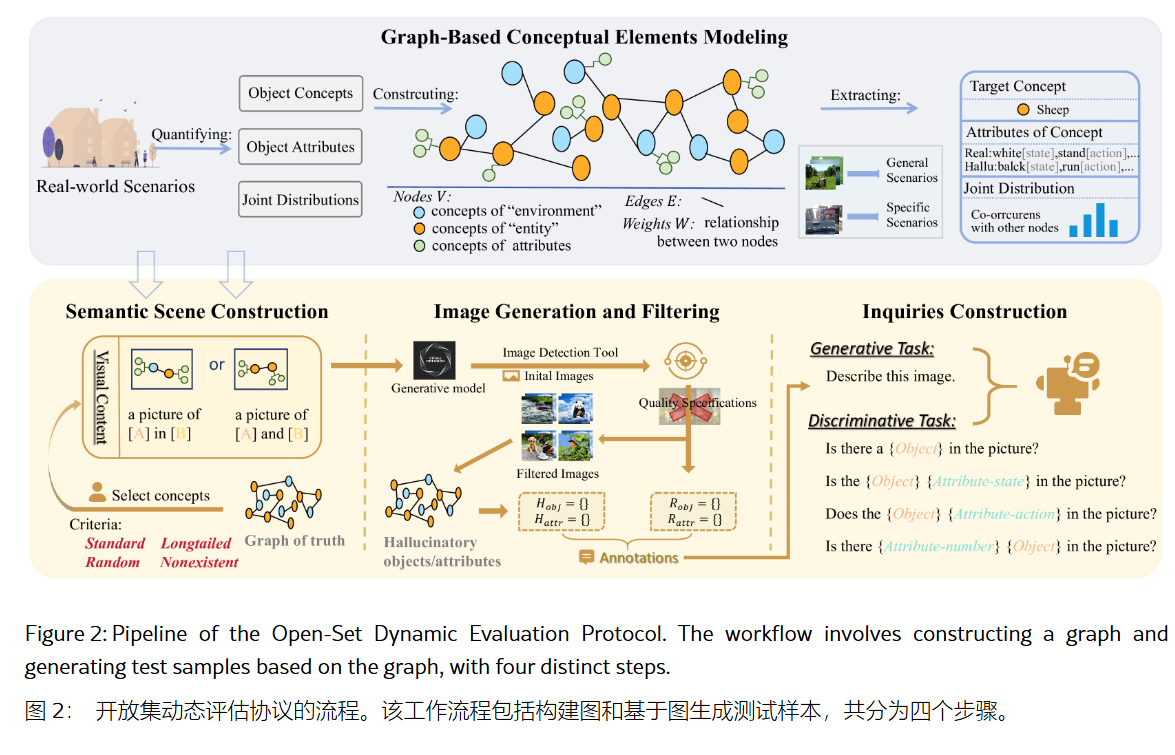 Graph-Based Conceptual Elements Modeling
Real-world Scenarios
Quantifying:
Object Concepts
Object Attributes
Joint Distributions
Construcuting:
Nodes V:
concepts of “environment”
concepts of “entity”
concepts of attributes
Edges E:
Weights W:
relationship
between two nodes
Extracting:
General
Scenarios
Specific
Scenarios
Target Concept
Sheep
Attributes of Concept
Real:white[state],stand[action],...
Hallu:balck[state],run[action],...
Joint Distribution
Co-orrcurens
with other nodes
Semantic Scene Construction
Visual Content
or
a picture of
[A] in [B]
a picture of
[A] and [B]
Select concepts
Criteria:
Standard Longtailed
Random Nonexistent
Graph of truth
Image Generation and Filtering
Generative model
Image Detection Tool
Inital Images
Quality Specifications
Filtered Images
Hallucinatory
objects/attributes
H_obj = {}
H_attr = {}
R_obj = {}
R_attr = {}
Annotations
Inquiries Construction
Generative Task:
Describe this image.
Discriminative Task:
Is there a {Object} in the picture?
Is the {Object} {Attribute-state} in the picture?
Does the {Object} {Attribute-action} in the picture?
Is there {Attribute-number} {Object} in the picture?
Figure 2: Pipeline of the Open-Set Dynamic Evaluation Protocol. The workflow involves constructing a graph and
generating test samples based on the graph, with four distinct steps.
图 2： 开放集动态评估协议的流程。该工作流程包括构建图和基于图生成测试样本，共分为四个步骤。